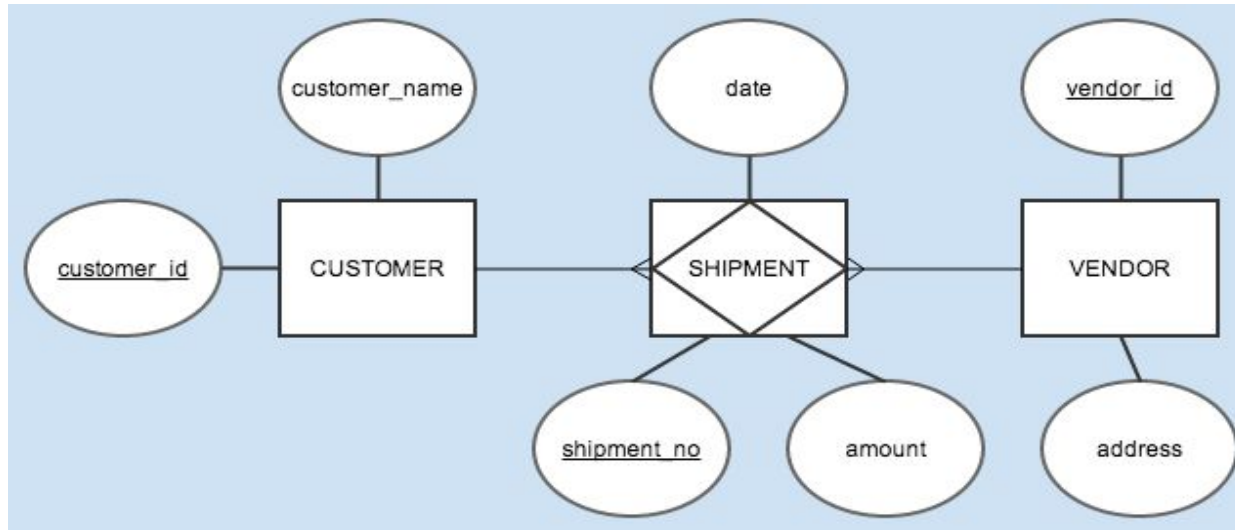 customer_name
date
vendor_id
customer_id
CUSTOMER
SHIPMENT
VENDOR
shipment_no
amount
address